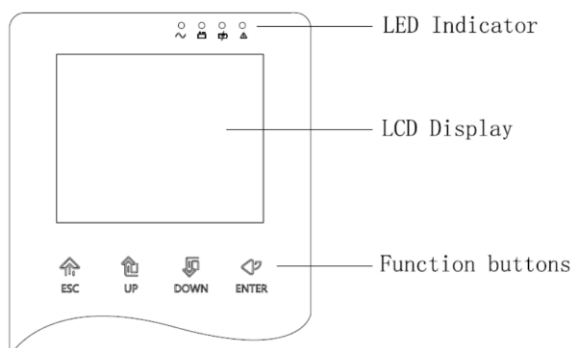 LED Indicator
LCD Display
Function buttons
ESC UP DOWN ENTER